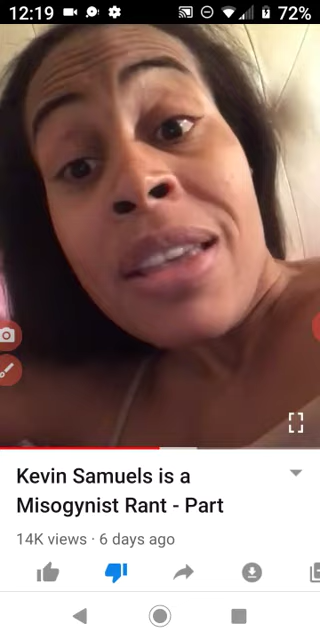 12:19
72%
Kevin Samuels is a
Misogynist Rant - Part
14K views · 6 days ago